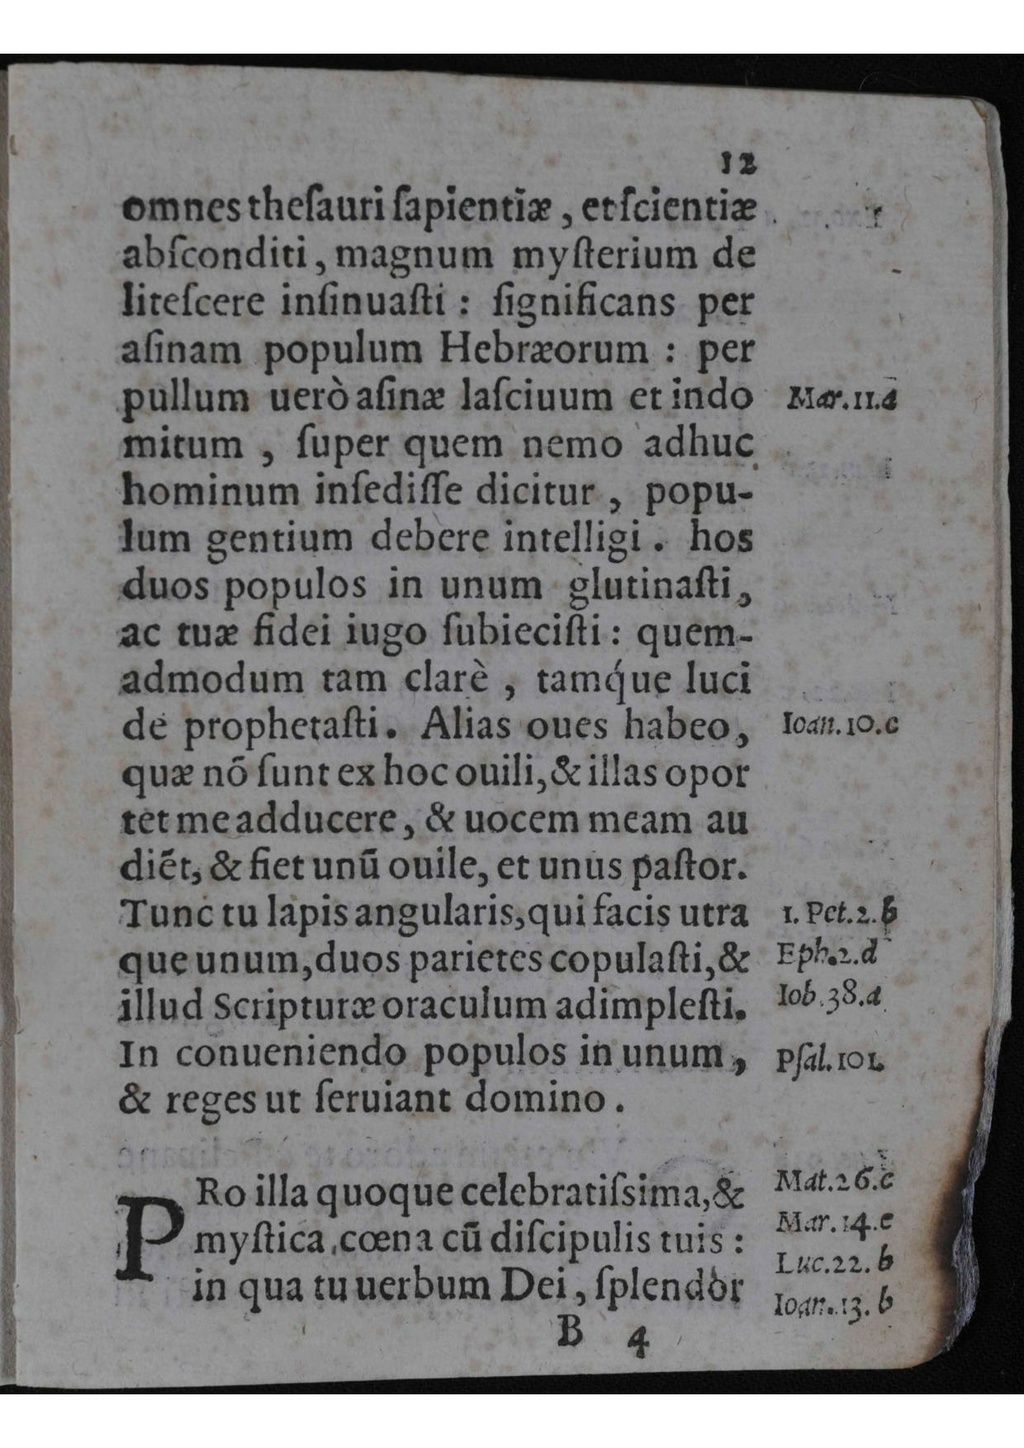 12
omnes theſauri ſapientiæ, et ſcientiæ
abſconditi, magnum myſterium de
liteſcere inſinuaſti : ſignificans per
aſinam populum Hebræorum : per
pullum uerò aſinæ laſciuum et indo Mar.11.a
mitum , ſuper quem nemo adhuc
hominum inſediſſe dicitur , popu-
lum gentium debere intelligi. hos
duos populos in unum glutinaſti,
ac tuæ fidei iugo ſubieciſti : quem-
admodum tam clarè , tamq́ue luci
de prophetaſti. Alias oues habeo, Ioan.10.c
quæ nõ ſunt ex hoc ouili, & illas opor
tet me adducere, & uocem meam au
diẽt, & fiet unũ ouile, et unus paſtor.
Tunc tu lapis angularis, qui facis utra 1. Pet.2.b
que unum, duos parietes copulaſti, & Eph.2.d
illud Scripturæ oraculum adimpleſti. Iob.38.a
In conueniendo populos in unum, Pſal.101.
& reges ut ſeruiant domino.
PRo illa quoque celebratiſsima, & Mat.26.c
myſtica, cœna cũ diſcipulis tuis : Mar.14.c
in qua tu uerbum Dei, ſplendor Luc.22.b
Ioan.13.b
B 4